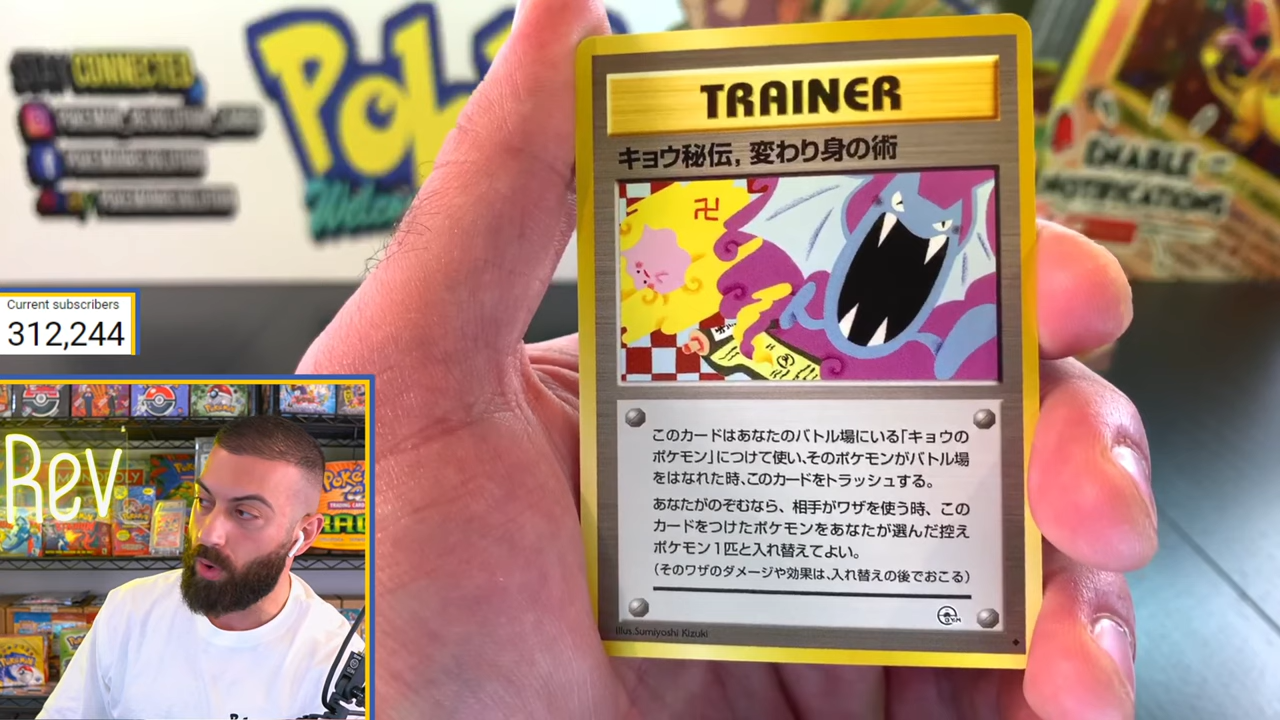 STAY CONNECTED
ENABLE
NOTIFICATIONS
TRAINER
キョウ秘伝, 変わり身の術
卍
このカードはあなたのバトル場にいる「キョウの
ポケモン」につけて使い、そのポケモンがバトル場
をはなれた時、このカードをトラッシュする。
あなたがのぞむなら、相手がワザを使う時、この
カードをつけたポケモンをあなたが選んだ控え
ポケモン1匹と入れ替えてよい。
(そのワザのダメージや効果は、入れ替えの後でおこる)
GYM
Illus.Sumiyoshi Kizuki
Current subscribers
312,244
Rev